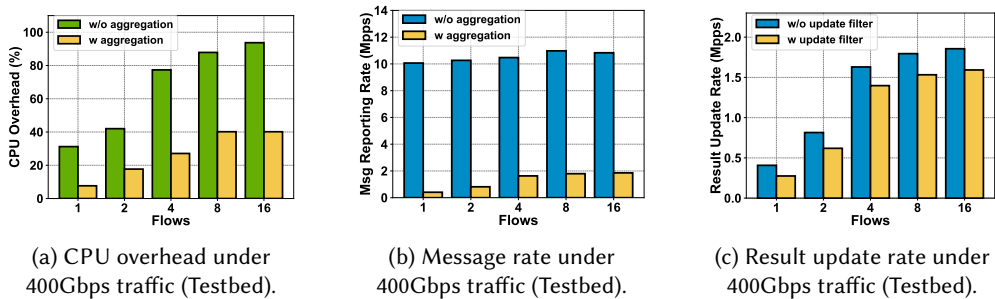 CPU Overhead (%)
100
80
60
40
20
0
w/o aggregation
w aggregation
1 2 4 8 16
Flows
(a) CPU overhead under
400Gbps traffic (Testbed).
Msg Reporting Rate (Mpps)
14
12
10
8
6
4
2
0
w/o aggregation
w aggregation
1 2 4 8 16
Flows
(b) Message rate under
400Gbps traffic (Testbed).
Result Update Rate (Mpps)
2.0
1.5
1.0
0.5
0.0
w/o update filter
w update filter
1 2 4 8 16
Flows
(c) Result update rate under
400Gbps traffic (Testbed).